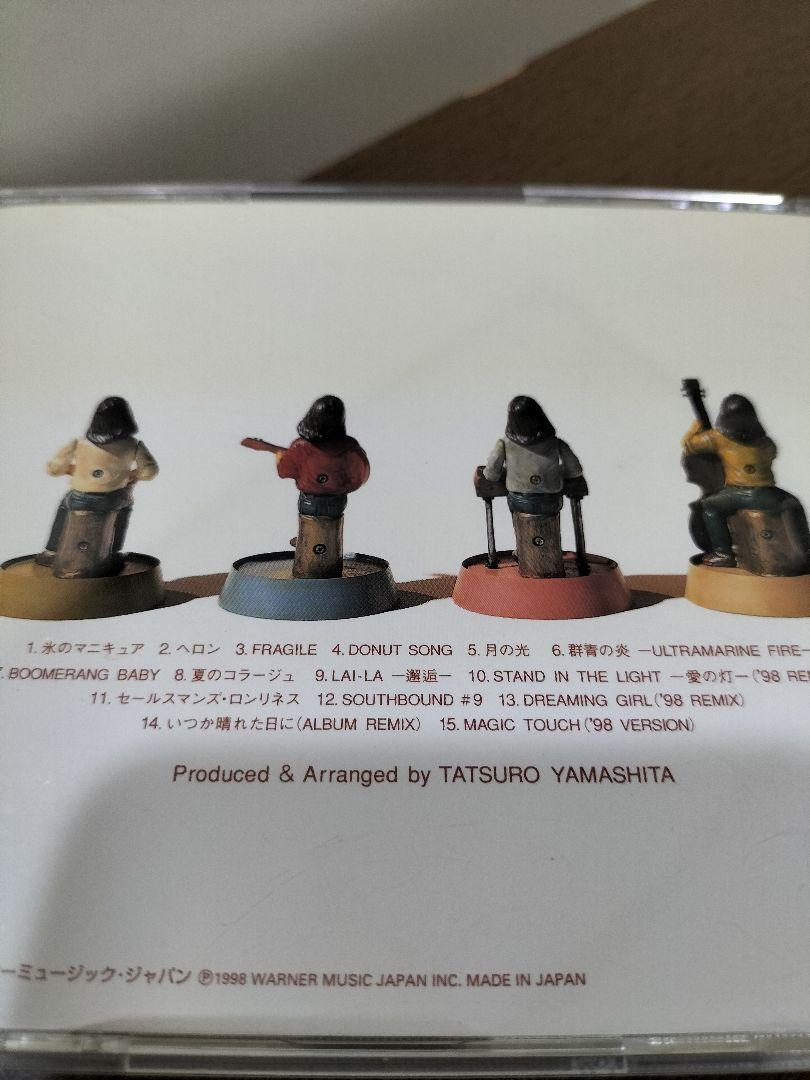 1. 氷のマニキュア 2. ヘロン 3. FRAGILE 4. DONUT SONG 5. 月の光 6. 群青の炎 —ULTRAMARINE FIRE—
7. BOOMERANG BABY 8. 夏のコラージュ 9. LAI-LA —邂逅— 10. STAND IN THE LIGHT —愛の灯— ('98 REM
11. セールスマンズ・ロンリネス 12. SOUTHBOUND #9 13. DREAMING GIRL ('98 REMIX)
14. いつか晴れた日に (ALBUM REMIX) 15. MAGIC TOUCH ('98 VERSION)
Produced & Arranged by TATSURO YAMASHITA
ーミュージック・ジャパン ℗1998 WARNER MUSIC JAPAN INC. MADE IN JAPAN